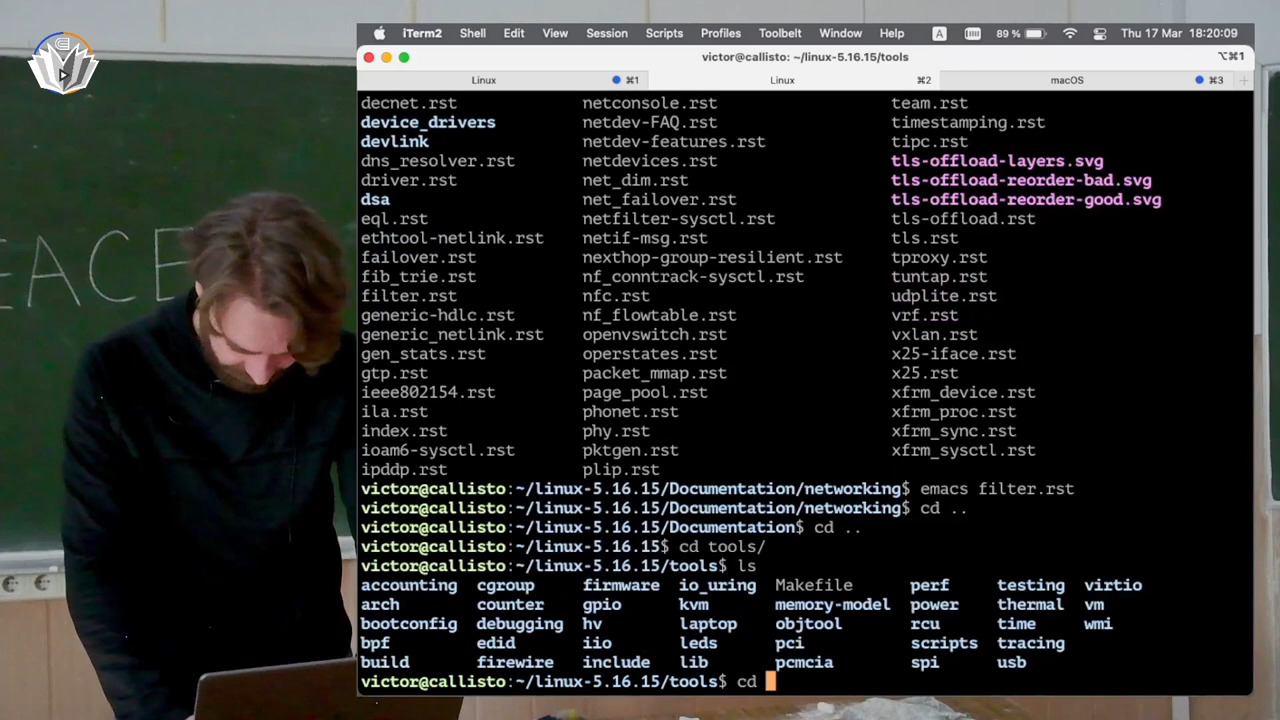 EACE
iTerm2 Shell Edit View Session Scripts Profiles Toolbelt Window Help A 89 % Thu 17 Mar 18:20:09
victor@callisto: ~/linux-5.16.15/tools ⌥⌘1
Linux ⌘1 Linux ⌘2 macOS ⌘3 +
decnet.rst netconsole.rst team.rst
device_drivers netdev-FAQ.rst timestamping.rst
devlink netdev-features.rst tipc.rst
dns_resolver.rst netdevices.rst tls-offload-layers.svg
driver.rst net_dim.rst tls-offload-reorder-bad.svg
dsa net_failover.rst tls-offload-reorder-good.svg
eql.rst netfilter-sysctl.rst tls-offload.rst
ethtool-netlink.rst netif-msg.rst tls.rst
failover.rst nexthop-group-resilient.rst tproxy.rst
fib_trie.rst nf_conntrack-sysctl.rst tuntap.rst
filter.rst nfc.rst udplite.rst
generic-hdlc.rst nf_flowtable.rst vrf.rst
generic_netlink.rst openvswitch.rst vxlan.rst
gen_stats.rst operstates.rst x25-iface.rst
gtp.rst packet_mmap.rst x25.rst
ieee802154.rst page_pool.rst xfrm_device.rst
ila.rst phonet.rst xfrm_proc.rst
index.rst phy.rst xfrm_sync.rst
ioam6-sysctl.rst pktgen.rst xfrm_sysctl.rst
ipddp.rst plip.rst
victor@callisto:~/linux-5.16.15/Documentation/networking$ emacs filter.rst
victor@callisto:~/linux-5.16.15/Documentation/networking$ cd ..
victor@callisto:~/linux-5.16.15/Documentation$ cd ..
victor@callisto:~/linux-5.16.15$ cd tools/
victor@callisto:~/linux-5.16.15/tools$ ls
accounting cgroup firmware io_uring Makefile perf testing virtio
arch counter gpio kvm memory-model power thermal vm
bootconfig debugging hv laptop objtool rcu time wmi
bpf edid iio leds pci scripts tracing
build firewire include lib pcmcia spi usb
victor@callisto:~/linux-5.16.15/tools$ cd